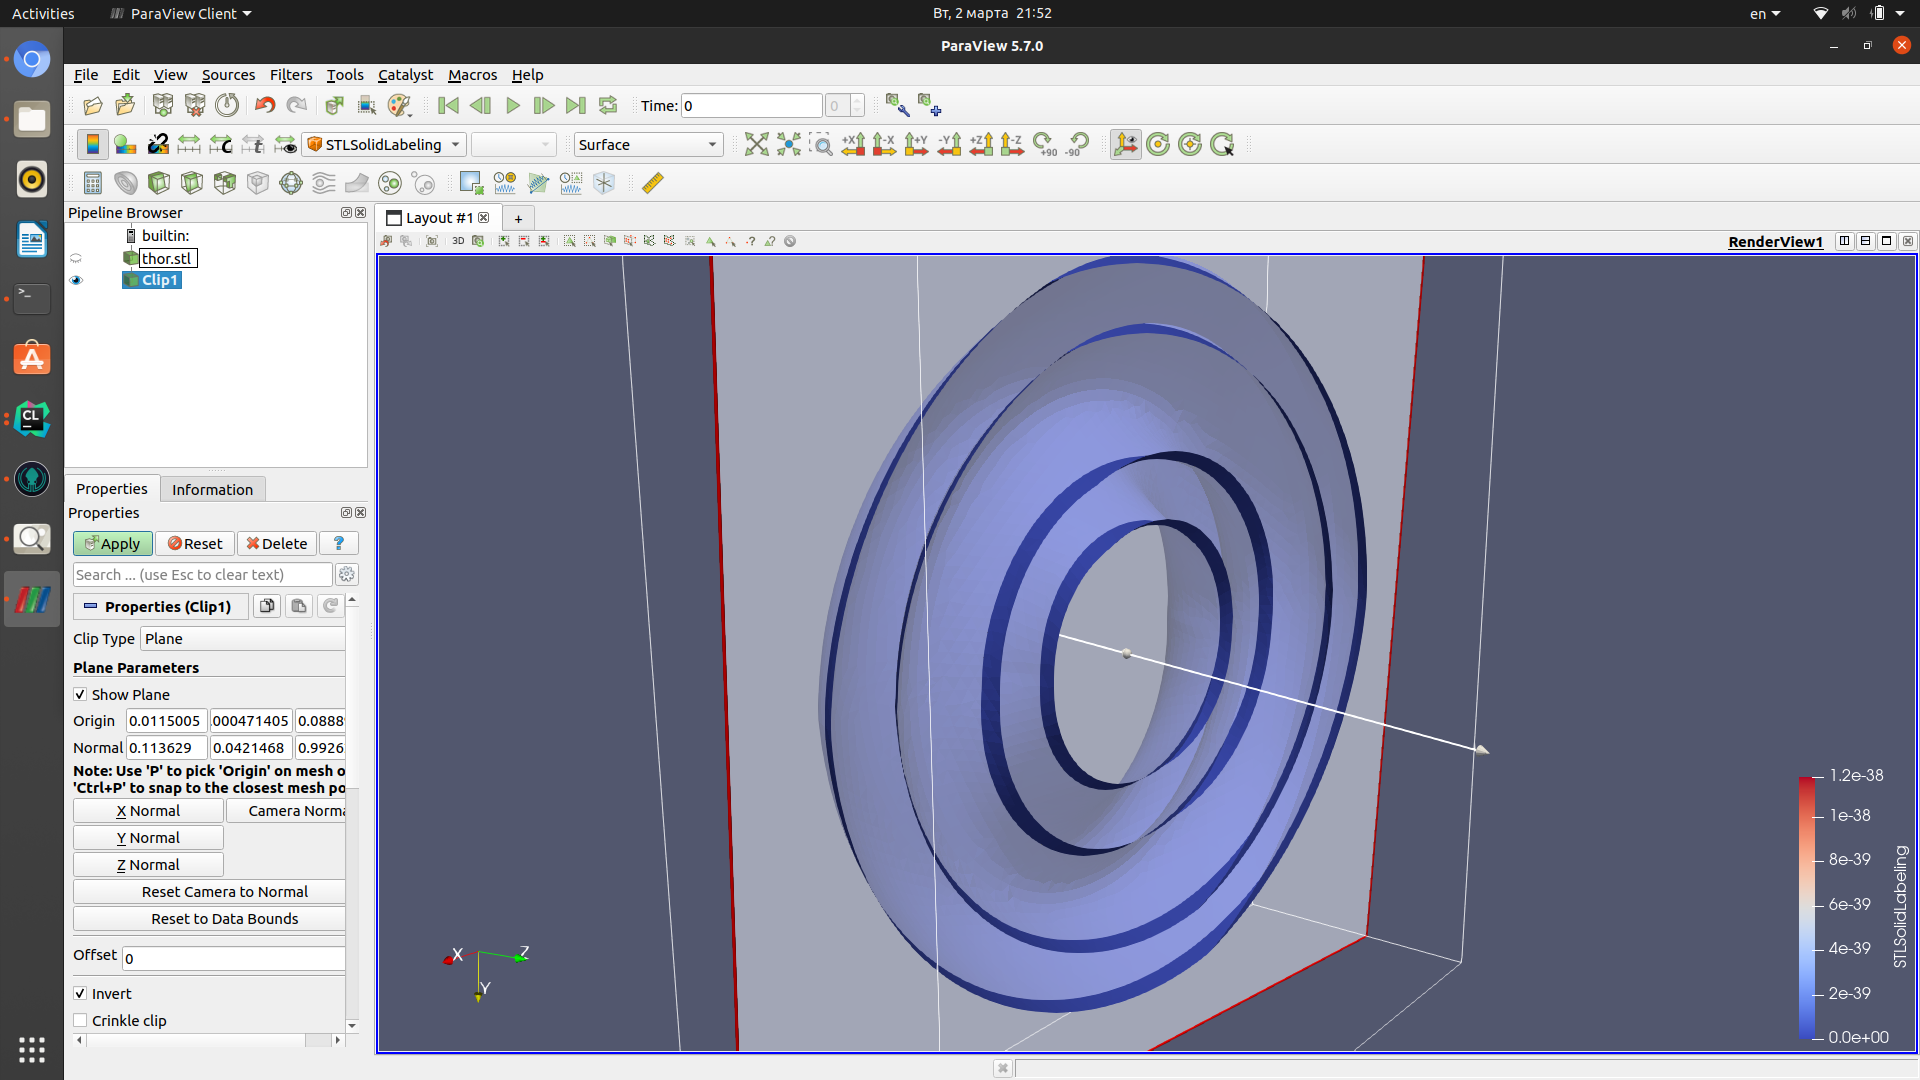 Activities
ParaView Client
Вт, 2 марта 21:52
en
ParaView 5.7.0
File Edit View Sources Filters Tools Catalyst Macros Help
Time: 0
0
STLSolidLabeling
Surface
+X -X +Y -Y +Z -Z +90 -90
Pipeline Browser
builtin:
thor.stl
Clip1
Layout #1
+
3D
RenderView1
Properties
Information
Properties
Apply
Reset
Delete
?
Search ... (use Esc to clear text)
Properties (Clip1)
Clip Type Plane
Plane Parameters
Show Plane
Origin 0.0115005 .000471405 0.0888
Normal 0.113629 0.0421468 0.9926
Note: Use 'P' to pick 'Origin' on mesh o
'Ctrl+P' to snap to the closest mesh po
X Normal
Camera Norma
Y Normal
Z Normal
Reset Camera to Normal
Reset to Data Bounds
Offset 0
Invert
Crinkle clip
X
Z
Y
1.2e-38
1e-38
8e-39
6e-39
4e-39
2e-39
0.0e+00
STLSolidLabeling
CL